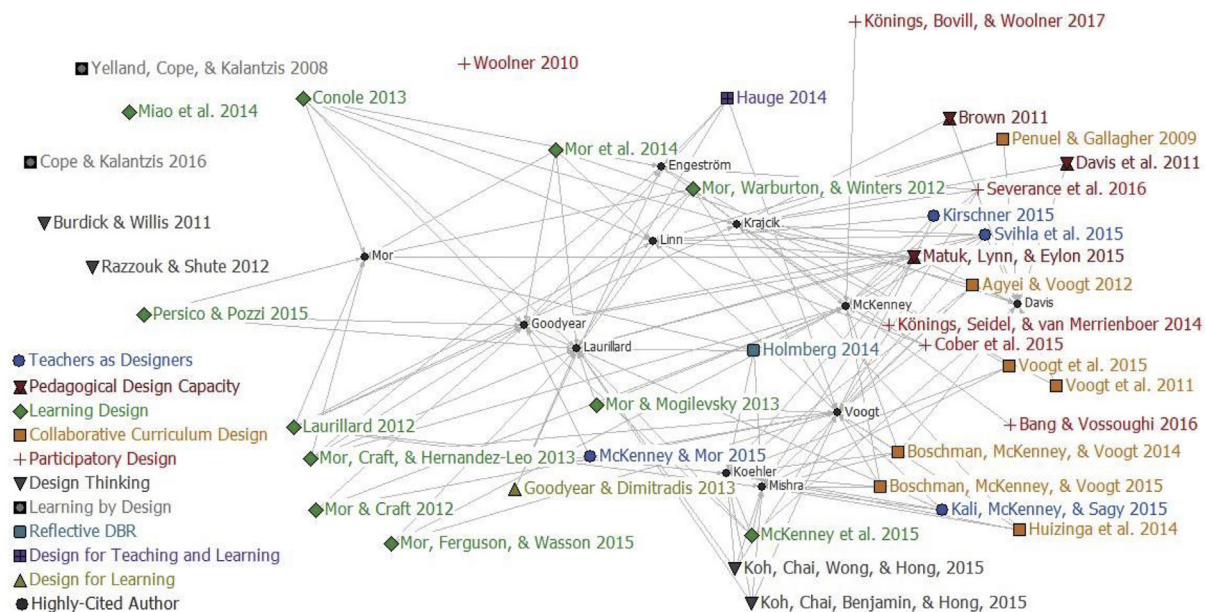 Könings, Bovill, & Woolner 2017
Woolner 2010
Yelland, Cope, & Kalantzis 2008
Conole 2013
Hauge 2014
Miao et al. 2014
Brown 2011
Penuel & Gallagher 2009
Mor et al. 2014
Cope & Kalantzis 2016
Engeström
Davis et al. 2011
Mor, Warburton, & Winters 2012
Severance et al. 2016
Burdick & Willis 2011
Krajcik
Kirschner 2015
Linn
Svihla et al. 2015
Mor
Matuk, Lynn, & Eylon 2015
Razzouk & Shute 2012
Agyei & Voogt 2012
McKenney
Davis
Persico & Pozzi 2015
Goodyear
Könings, Seidel, & van Merrienboer 2014
Laurillard
Holmberg 2014
Cober et al. 2015
Teachers as Designers
Voogt et al. 2015
Pedagogical Design Capacity
Voogt et al. 2011
Learning Design
Mor & Mogilevsky 2013
Voogt
Laurillard 2012
Bang & Vossoughi 2016
Collaborative Curriculum Design
Boschman, McKenney, & Voogt 2014
Participatory Design
Mor, Craft, & Hernandez-Leo 2013
McKenney & Mor 2015
Koehler
Design Thinking
Goodyear & Dimitradis 2013
Mishra
Boschman, McKenney, & Voogt 2015
Learning by Design
Mor & Craft 2012
Kali, McKenney, & Sagy 2015
Reflective DBR
Huizinga et al. 2014
McKenney et al. 2015
Mor, Ferguson, & Wasson 2015
Design for Teaching and Learning
Koh, Chai, Wong, & Hong, 2015
Design for Learning
Highly-Cited Author
Koh, Chai, Benjamin, & Hong, 2015